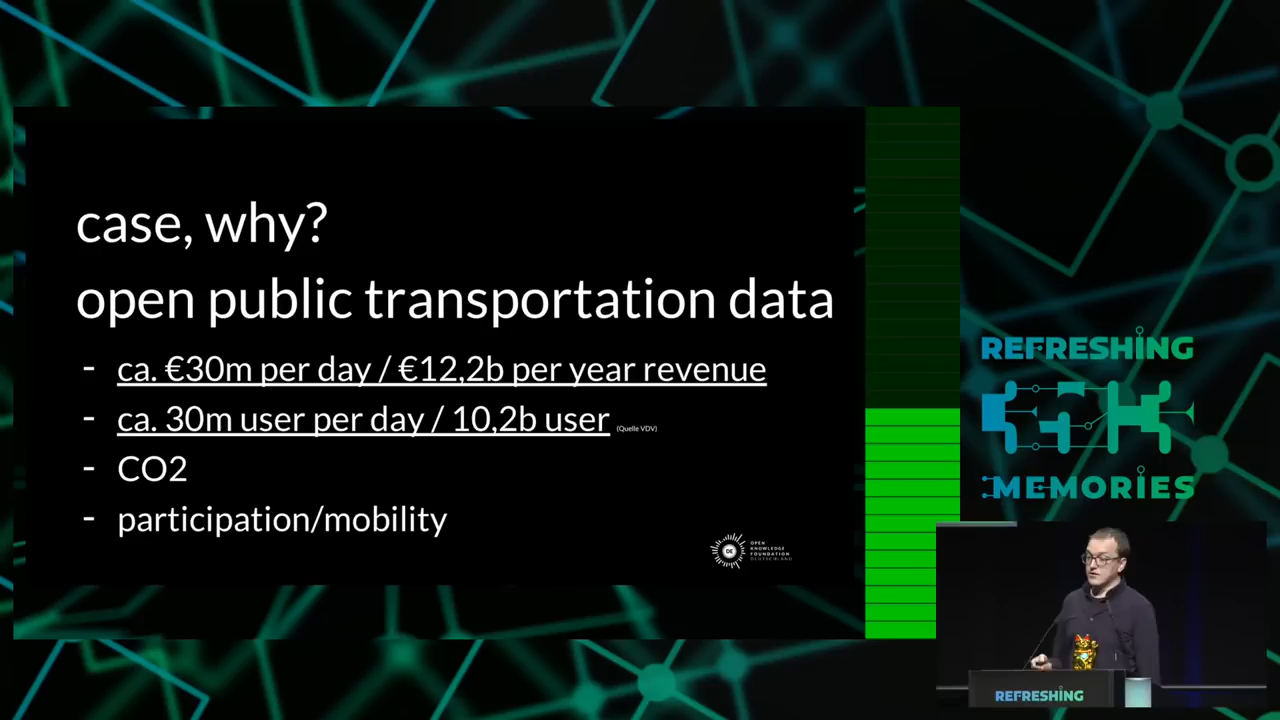 case, why?
open public transportation data
- ca. €30m per day / €12,2b per year revenue
- ca. 30m user per day / 10,2b user (Quelle VDV)
- CO2
- participation/mobility
OPEN
KNOWLEDGE
FOUNDATION
DEUTSCHLAND
REFRESHING
MEMORIES
REFRESHING